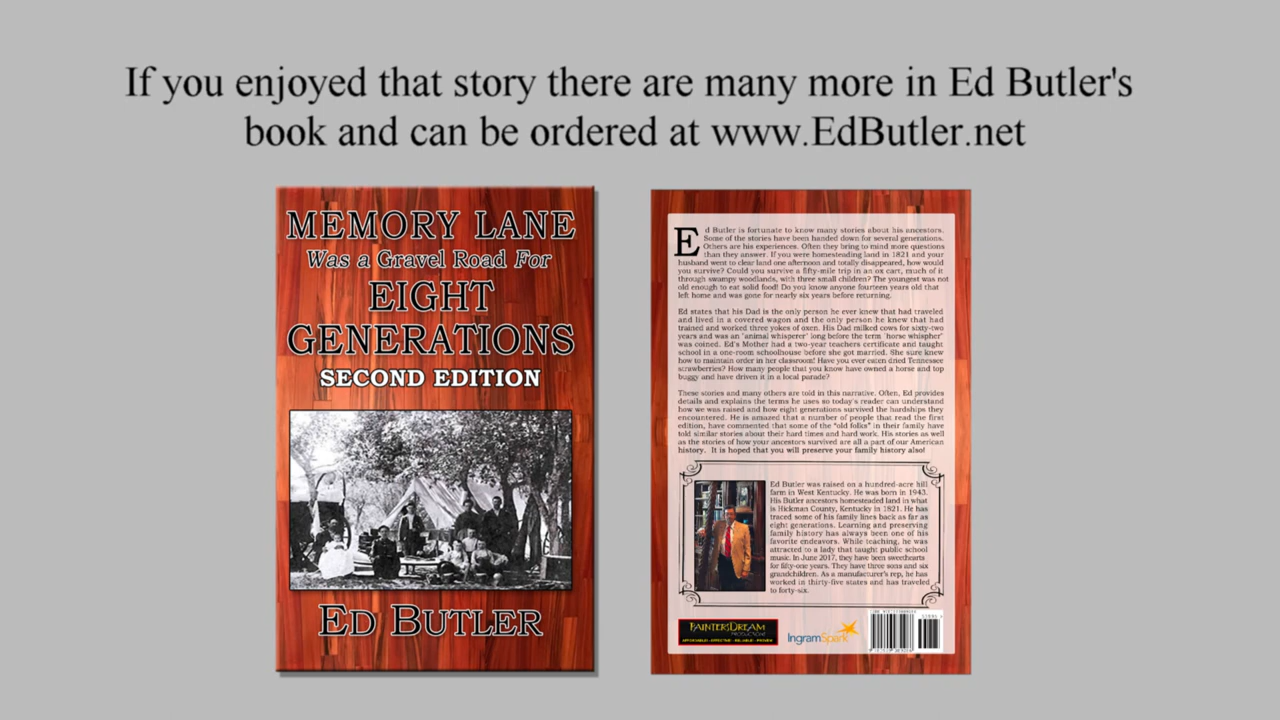 If you enjoyed that story there are many more in Ed Butler's
book and can be ordered at www.EdButler.net
MEMORY LANE
Was a Gravel Road For
EIGHT
GENERATIONS
SECOND EDITION
ED BUTLER
Ed Butler is fortunate to know many stories about his ancestors.
Some of the stories have been handed down for several generations.
Others are his experiences. Often they bring to mind more questions
than they answer. If you were homesteading land in 1821 and your
husband went to clear land one afternoon and totally disappeared, how would
you survive? Could you survive a fifty-mile trip in an ox cart, much of it
through swampy woodlands, with three small children? The youngest was not
old enough to eat solid food! Do you know anyone fourteen years old that
left home and was gone for nearly six years before returning.
Ed states that his Dad is the only person he ever knew that had traveled
and lived in a covered wagon and the only person he knew that had
trained and worked three yokes of oxen. His Dad milked cows for sixty-two
years and was an "animal whisperer" long before the term "horse whispher"
was coined. Ed's Mother had a two-year teachers certificate and taught
school in a one-room schoolhouse before she got married. She sure knew
how to maintain order in her classroom! Have you ever eaten dried Tennessee
strawberries? How many people that you know have owned a horse and top
buggy and have driven it in a local parade?
These stories and many others are told in this narrative. Often, Ed provides
details and explains the terms he uses so today's reader can understand
how we was raised and how eight generations survived the hardships they
encountered. He is amazed that a number of people that read the first
edition, have commented that some of the "old folks" in their family have
told similar stories about their hard times and hard work. His stories as well
as the stories of how your ancestors survived are all a part of our American
history. It is hoped that you will preserve your family history also!
Ed Butler was raised on a hundred-acre hill
farm in West Kentucky. He was born in 1943.
His Butler ancestors homesteaded land in what
is Hickman County, Kentucky in 1821. He has
traced some of his family lines back as far as
eight generations. Learning and preserving
family history has always been one of his
favorite endeavors. While teaching, he was
attracted to a lady that taught public school
music. In June 2017, they have been sweethearts
for fifty-one years. They have three sons and six
grandchildren. As a manufacturer's rep, he has
worked in thirty-five states and has traveled
to forty-six.
PAINTERSDREAM
PRODUCTIONS
AFFORDABLE - EFFECTIVE - RELIABLE - PROVEN
IngramSpark